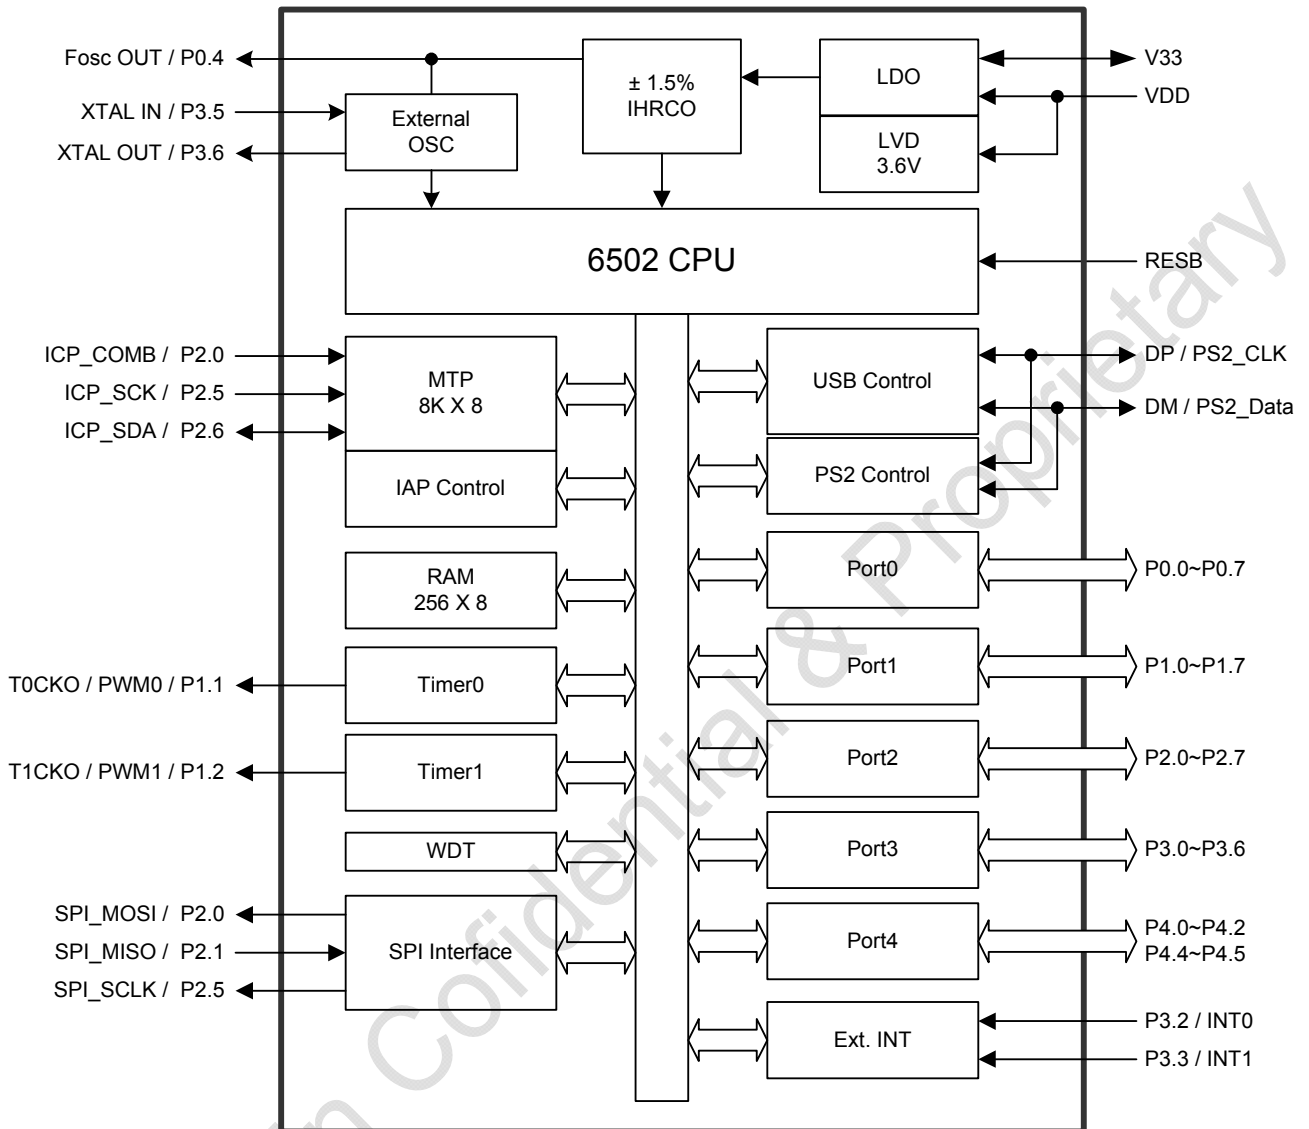 Fosc OUT / P0.4
XTAL IN / P3.5
XTAL OUT / P3.6
External
OSC
± 1.5%
IHRCO
LDO
LVD
3.6V
V33
VDD
6502 CPU
RESB
ICP_COMB / P2.0
ICP_SCK / P2.5
ICP_SDA / P2.6
MTP
8K X 8
IAP Control
USB Control
PS2 Control
DP / PS2_CLK
DM / PS2_Data
RAM
256 X 8
Port0
P0.0~P0.7
T0CKO / PWM0 / P1.1
Timer0
Port1
P1.0~P1.7
T1CKO / PWM1 / P1.2
Timer1
Port2
P2.0~P2.7
WDT
Port3
P3.0~P3.6
SPI_MOSI / P2.0
SPI_MISO / P2.1
SPI_SCLK / P2.5
SPI Interface
Port4
P4.0~P4.2
P4.4~P4.5
Ext. INT
P3.2 / INT0
P3.3 / INT1
Cofidential & Proprietary